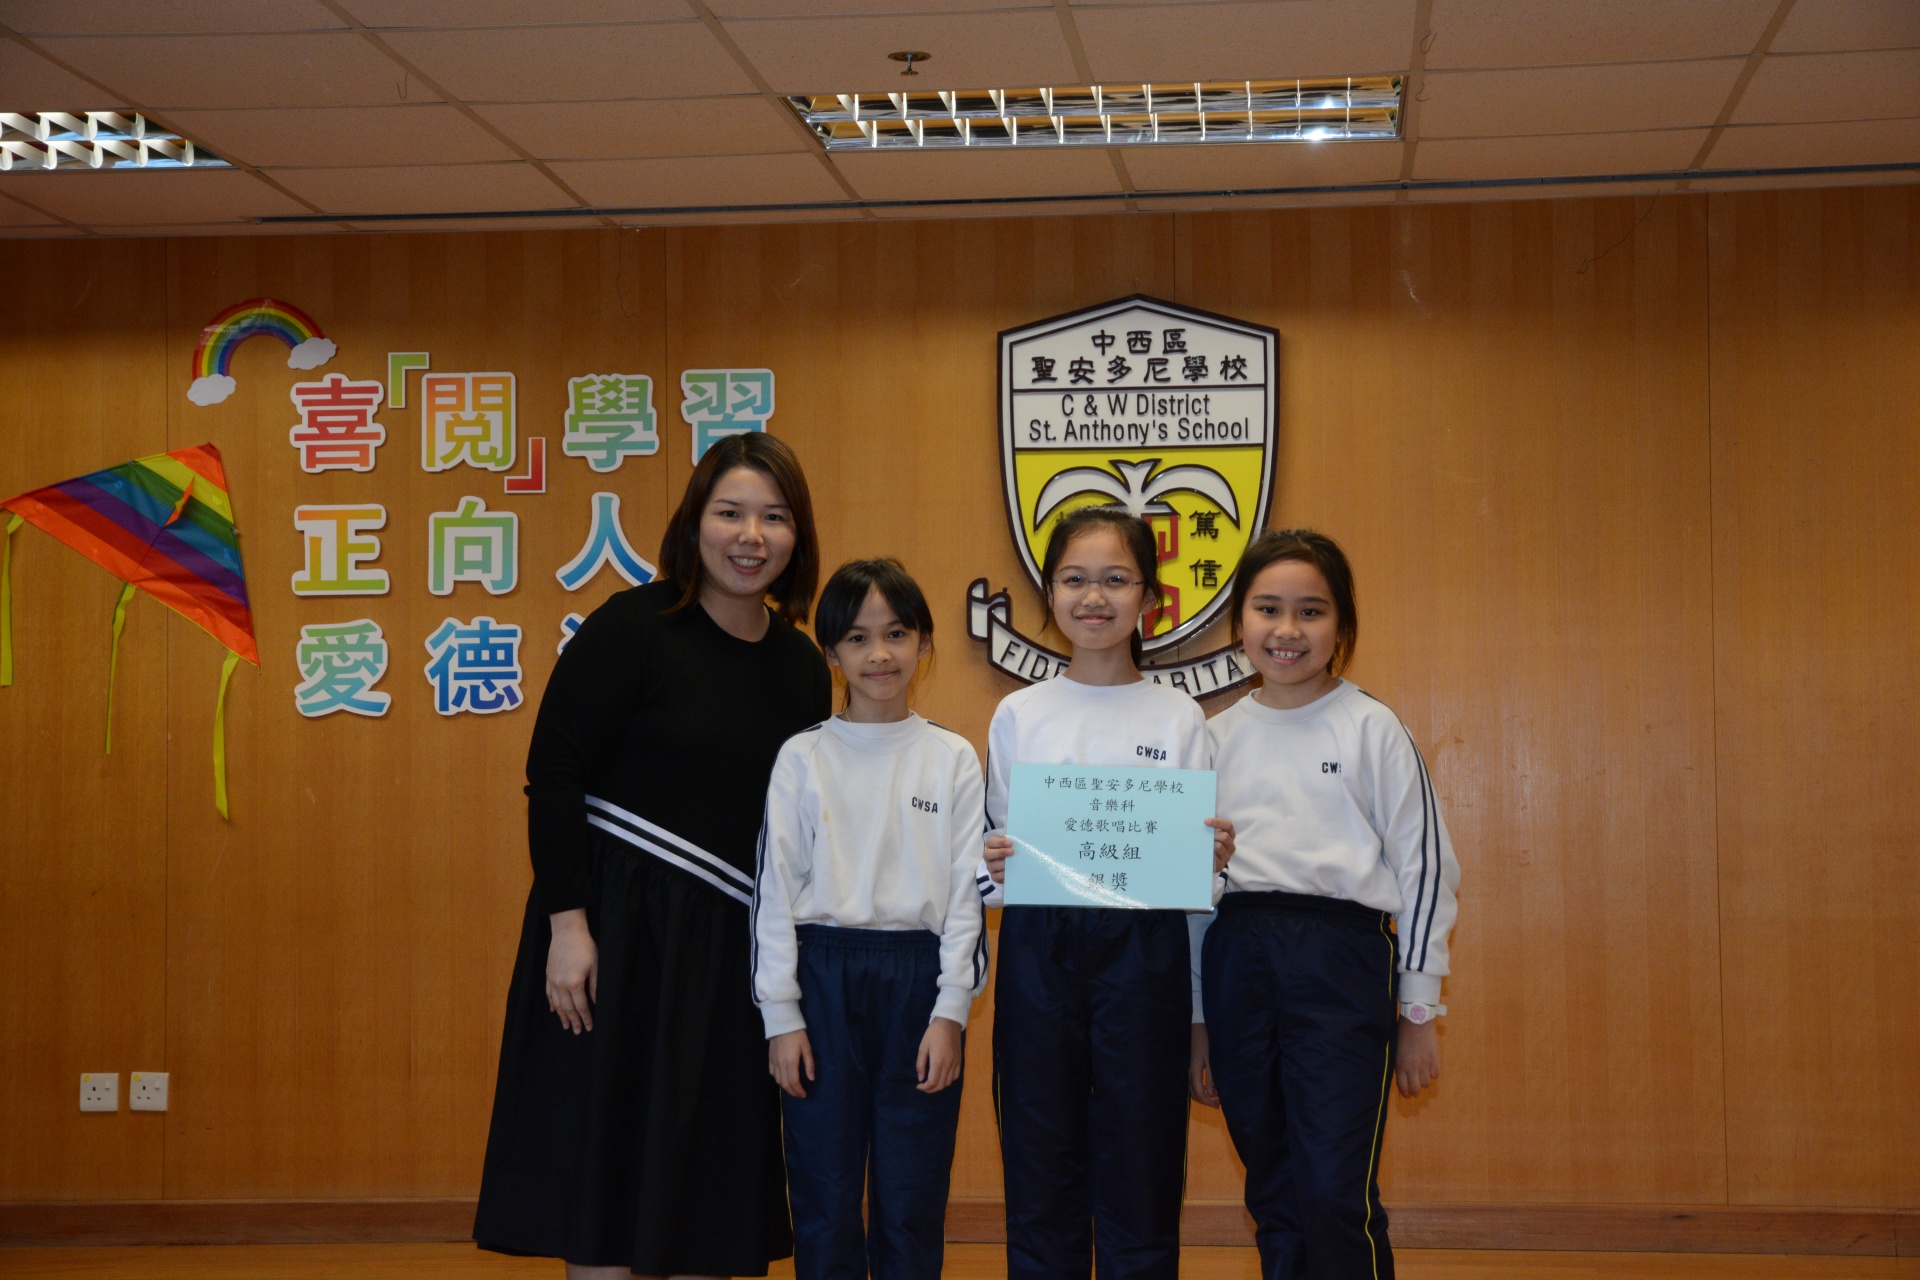 喜「閱」學習
正向人
愛德
中西區
聖安多尼學校
C & W District
St. Anthony's School
篤信
FIDE
ARITA
CWSA
CWSA
CWS
中西區聖安多尼學校
音樂科
愛德歌唱比賽
高級組
銀獎